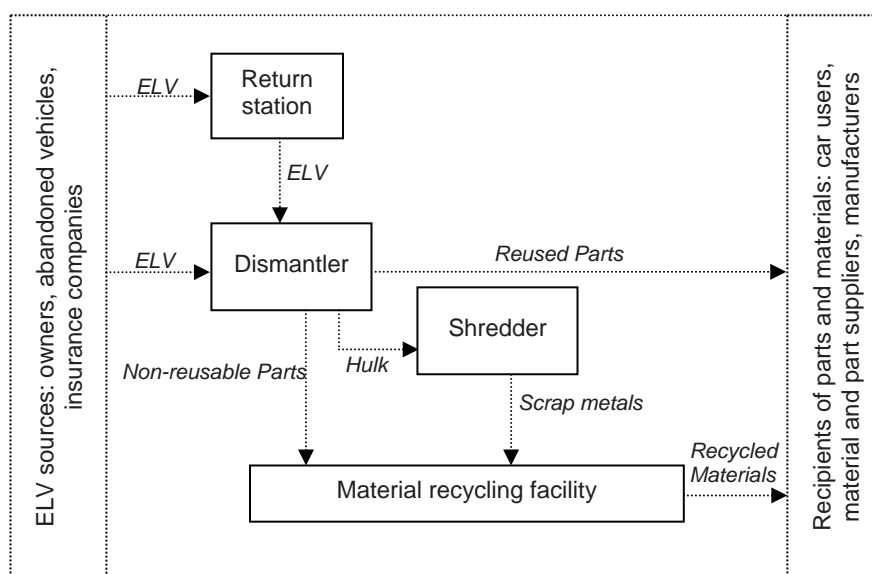 ELV sources: owners, abandoned vehicles,
insurance companies
ELV
Return
station
ELV
ELV
Dismantler
Reused Parts
Shredder
Non-reusable Parts
Hulk
Scrap metals
Recycled
Materials
Material recycling facility
Recipients of parts and materials: car users,
material and part suppliers, manufacturers